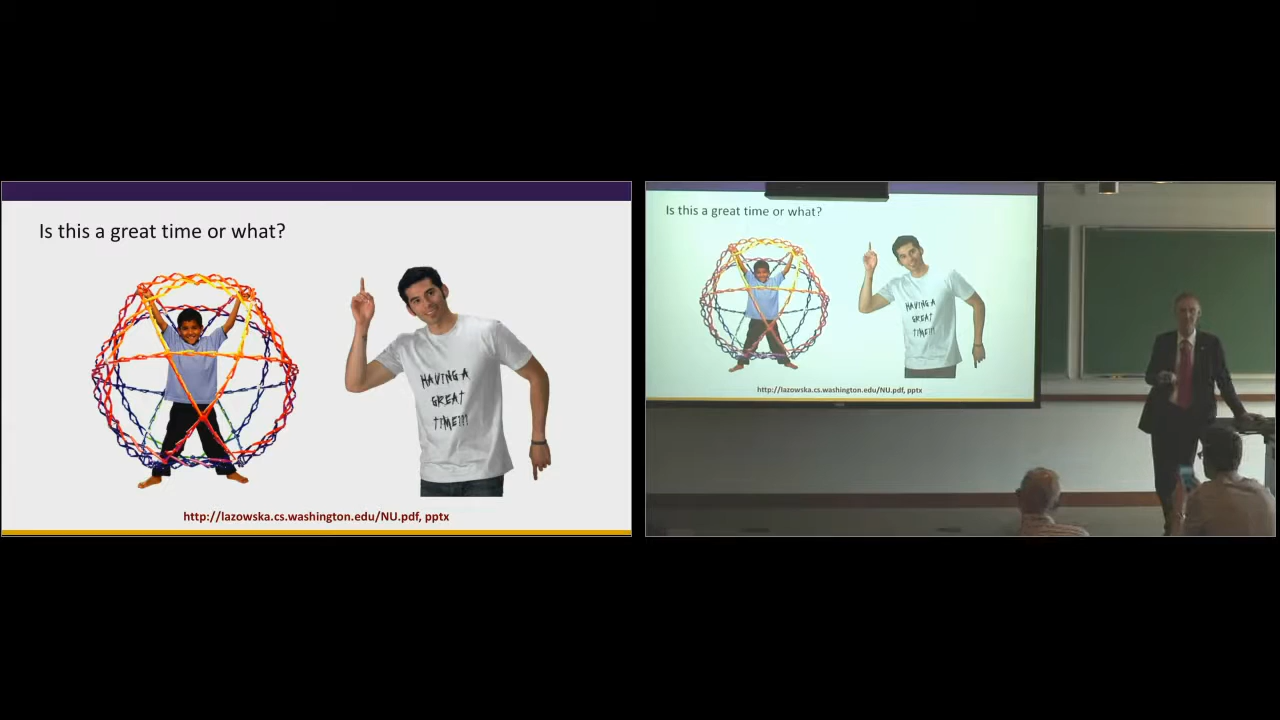 Is this a great time or what?
HAVING A
GREAT
TIME!!!
http://lazowska.cs.washington.edu/NU.pdf, pptx
Is this a great time or what?
HAVING A
GREAT
TIME!!!
http://lazowska.cs.washington.edu/NU.pdf, pptx